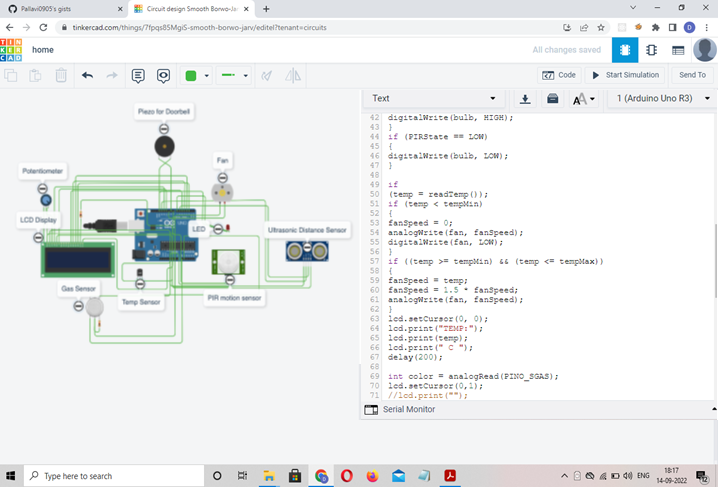 Pallavi0905's gists
Circuit design Smooth Borwo-Jar
tinkercad.com/things/7fpqs85MgiS-smooth-borwo-jarv/editel?tenant=circuits
TIN
KER
CAD
home
All changes saved
Code
Start Simulation
Send To
Text
1 (Arduino Uno R3)
Piezo for Doorbell
Fan
Potentiometer
LCD Display
LED
Ultrasonic Distance Sensor
Gas Sensor
Temp Sensor
PIR motion sensor
42 digitalWrite(bulb, HIGH);
43 }
44 if (PIRState == LOW)
45 {
46 digitalWrite(bulb, LOW);
47 }
48
49 if
50 (temp = readTemp());
51 if (temp < tempMin)
52 {
53 fanSpeed = 0;
54 analogWrite(fan, fanSpeed);
55 digitalWrite(fan, LOW);
56 }
57 if ((temp >= tempMin) && (temp <= tempMax))
58 {
59 fanSpeed = temp;
60 fanSpeed = 1.5 * fanSpeed;
61 analogWrite(fan, fanSpeed);
62 }
63 lcd.setCursor(0, 0);
64 lcd.print("TEMP:");
65 lcd.print(temp);
66 lcd.print(" C ");
67 delay(200);
68
69 int color = analogRead(PINO_SGAS);
70 lcd.setCursor(0,1);
71 //lcd.print("");
Serial Monitor
Type here to search
ENG
18:17
14-09-2022
12